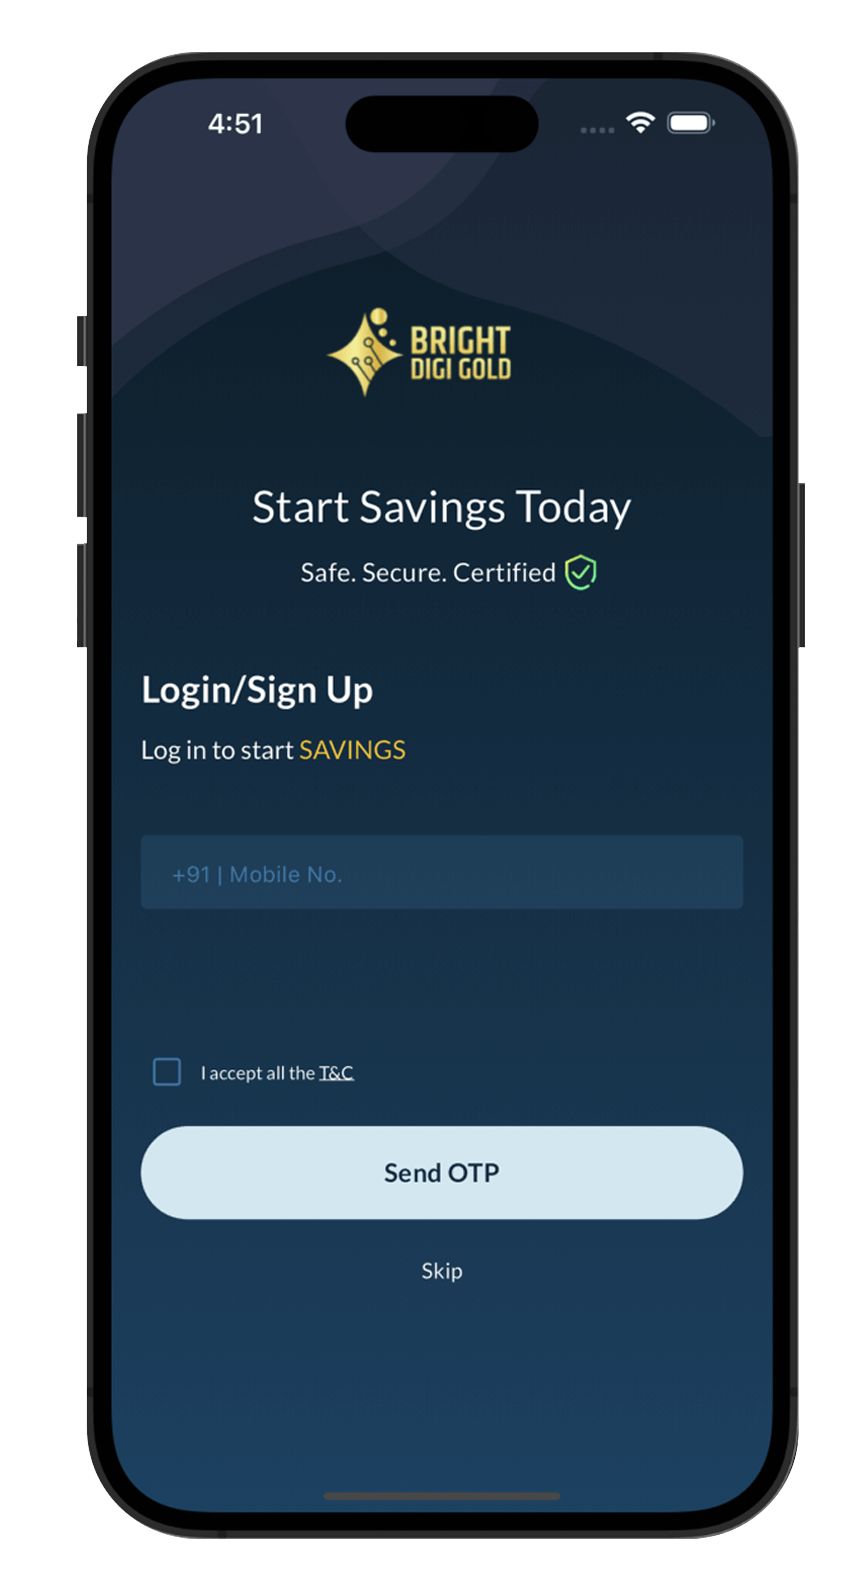 4:51
BRIGHT
DIGI GOLD
Start Savings Today
Safe. Secure. Certified
Login/Sign Up
Log in to start SAVINGS
+91 | Mobile No.
I accept all the T&C
Send OTP
Skip